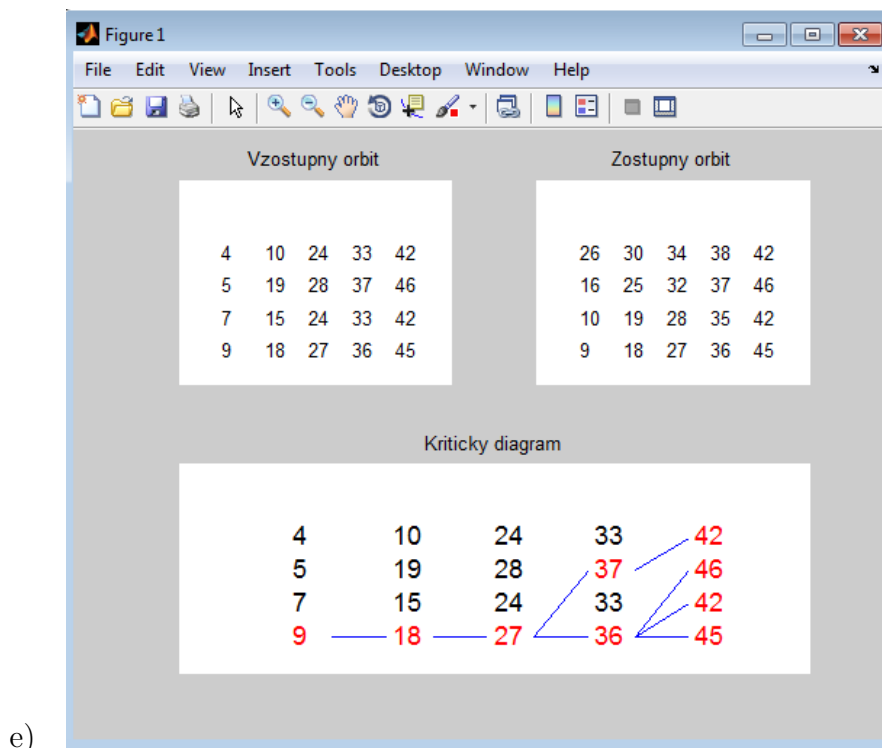 Figure 1
File Edit View Insert Tools Desktop Window Help
Vzostupny orbit
4 10 24 33 42
5 19 28 37 46
7 15 24 33 42
9 18 27 36 45
Zostupny orbit
26 30 34 38 42
16 25 32 37 46
10 19 28 35 42
9 18 27 36 45
Kriticky diagram
4 10 24 33 42
5 19 28 37 46
7 15 24 33 42
9 18 27 36 45
e)